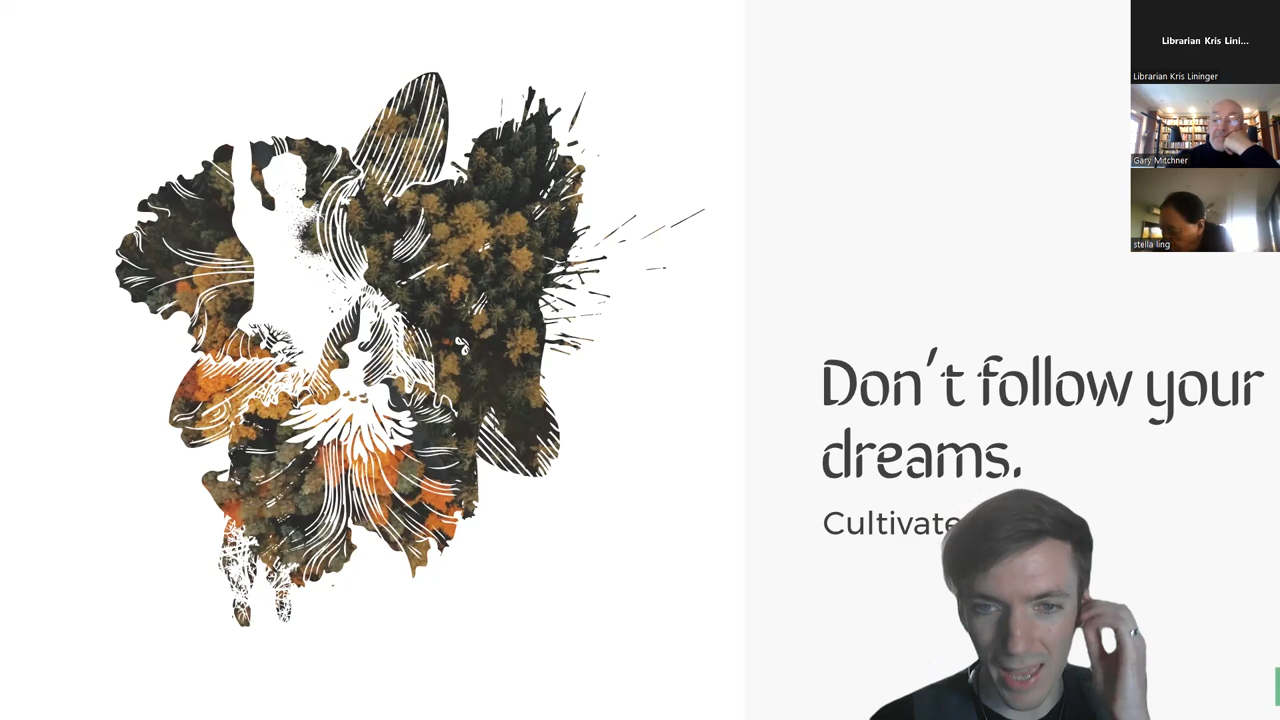 Librarian Kris Lini...
Librarian Kris Lininger
Gary Mitchner
stella ling
Don't follow your
dreams.
Cultivate